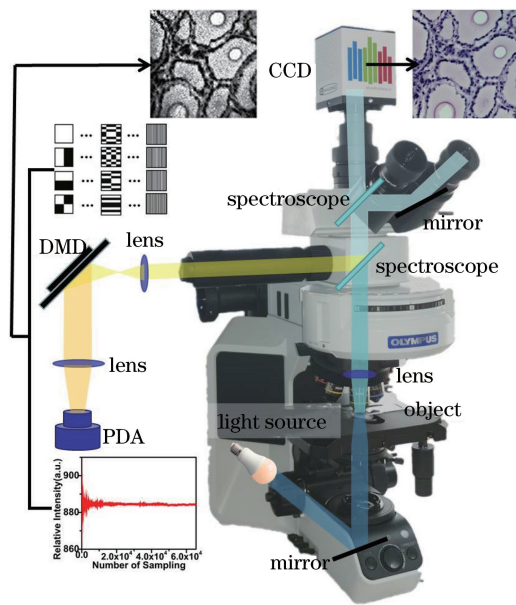 CCD
spectroscope
mirror
DMD
lens
spectroscope
OLYMPUS
lens
lens
object
light source
PDA
Relative Intensity(a.u.)
900
880
860
0.0
2.0x10⁴
4.0x10⁴
6.0x10⁴
Number of Sampling
mirror